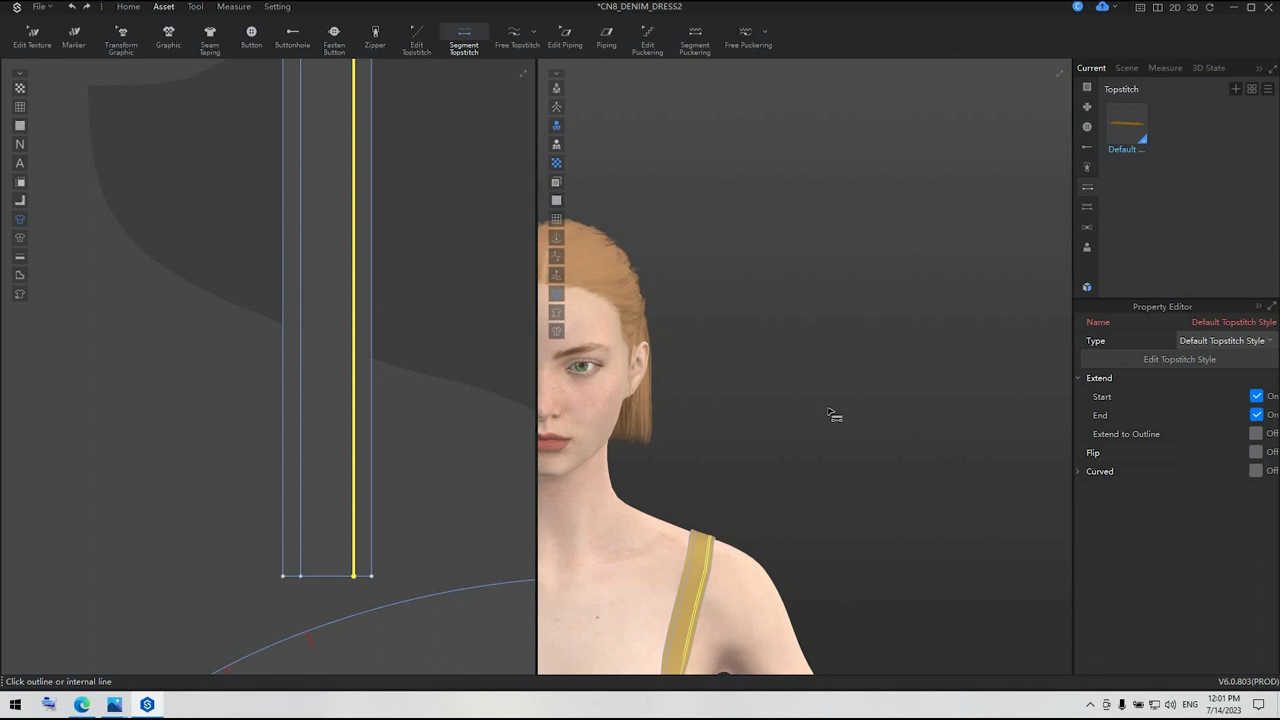 File
Home
Asset
Tool
Measure
Setting
*CN8_DENIM_DRESS2
2D
3D
Edit Texture
Marker
Transform Graphic
Graphic
Seam Taping
Button
Buttonhole
Fasten Button
Zipper
Edit Topstitch
Segment Topstitch
Free Topstitch
Edit Piping
Piping
Edit Puckering
Segment Puckering
Free Puckering
Current
Scene
Measure
3D State
Topstitch
Default ...
N
A
Property Editor
Name
Default Topstitch Style
Type
Default Topstitch Style
Edit Topstitch Style
Extend
Start
On
End
On
Extend to Outline
Off
Flip
Off
Curved
Off
Click outline or internal line
V6.0.803(PROD)
ENG
12:01 PM
7/14/2023